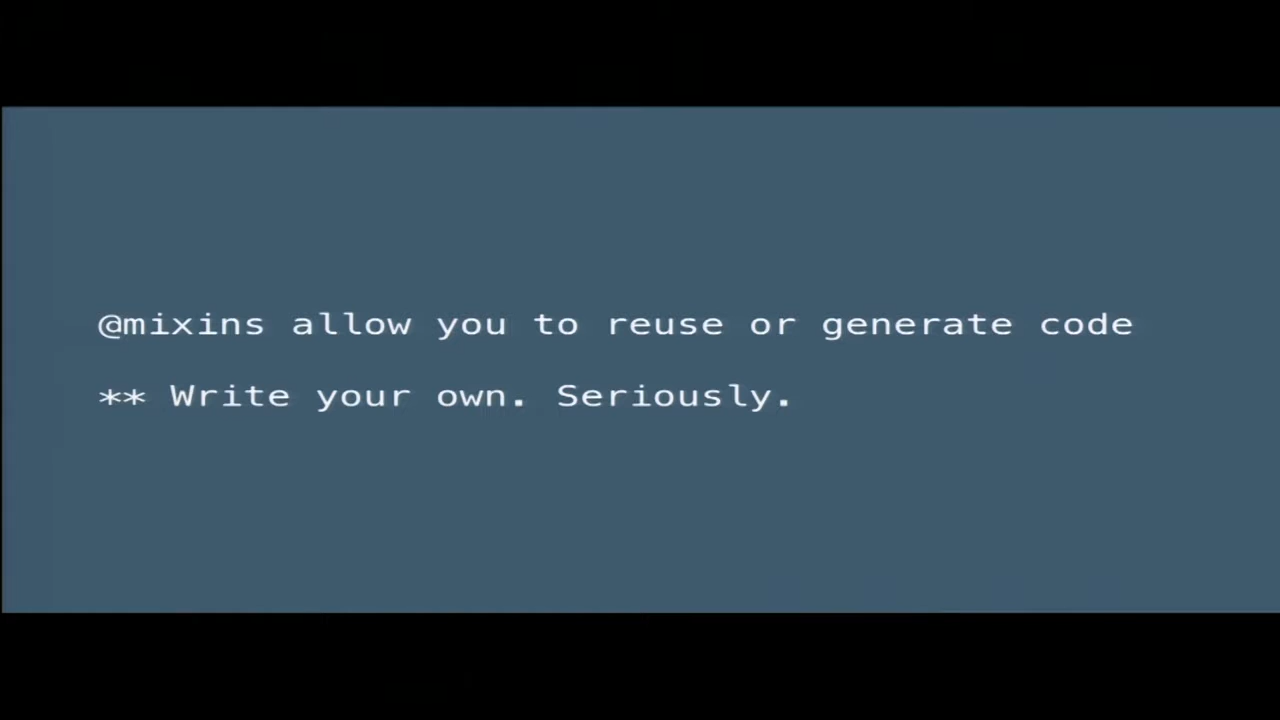 @mixins allow you to reuse or generate code
** Write your own. Seriously.